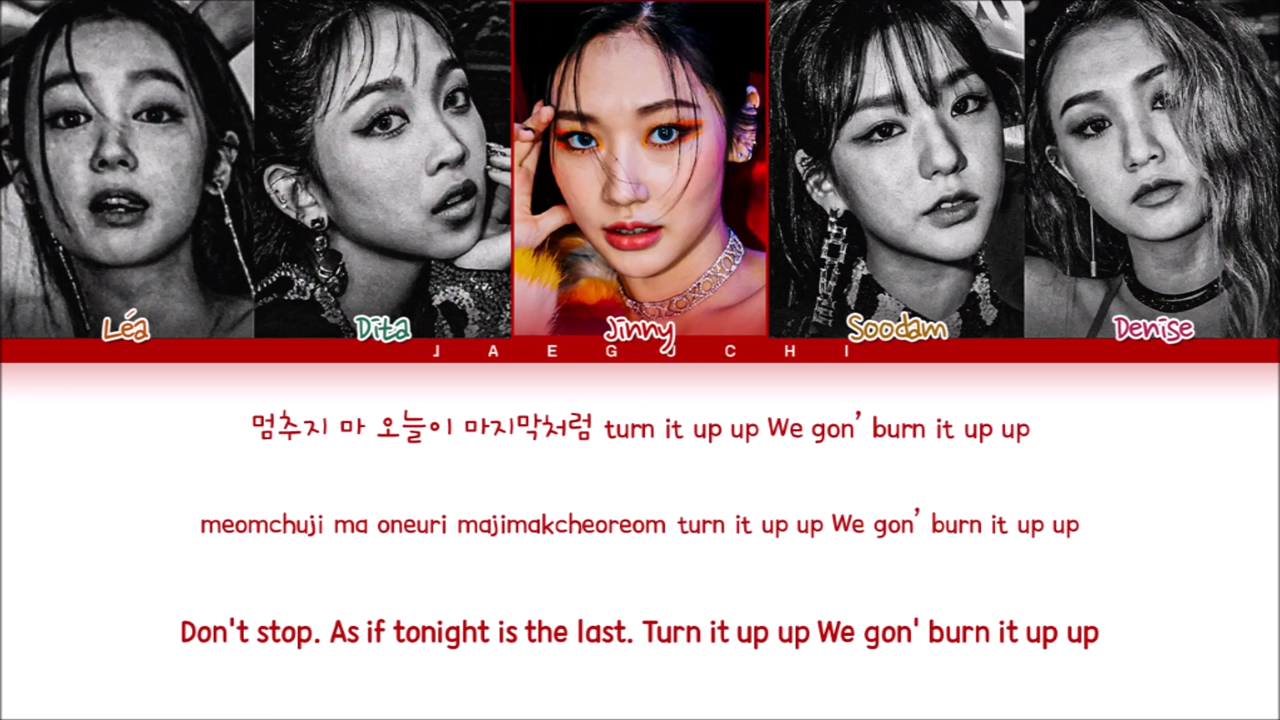 Léa Dita Jinny Soodam Denise
J A E G U C H I
멈추지 마 오늘이 마지막처럼 turn it up up We gon’ burn it up up
meomchuji ma oneuri majimakcheoreom turn it up up We gon’ burn it up up
Don't stop. As if tonight is the last. Turn it up up We gon' burn it up up